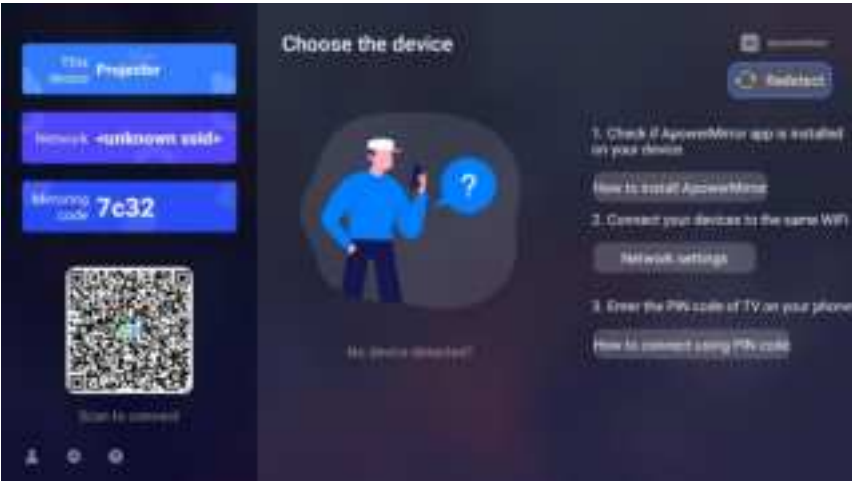 Choose the device
This device Projector
Redetect
Network <unknown ssid>
1. Check if ApowerMirror app is installed
on your device
How to install ApowerMirror
Mirroring code 7c32
2. Connect your devices to the same WiFi
Network settings
3. Enter the PIN code of TV on your phone
How to connect using PIN code
No device detected?
Scan to connect